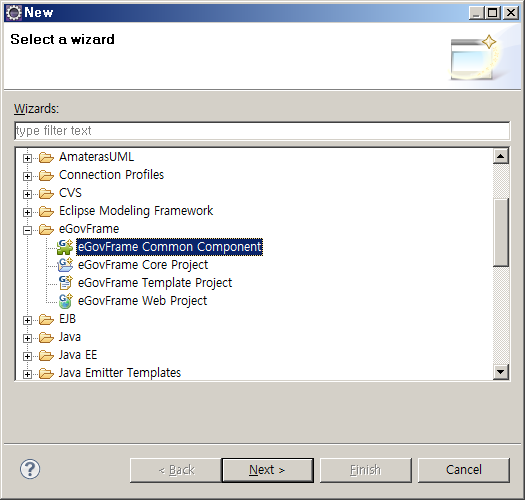 New
Select a wizard
Wizards:
type filter text
AmaterasUML
Connection Profiles
CVS
Eclipse Modeling Framework
eGovFrame
eGovFrame Common Component
eGovFrame Core Project
eGovFrame Template Project
eGovFrame Web Project
EJB
Java
Java EE
Java Emitter Templates
< Back Next > Finish Cancel